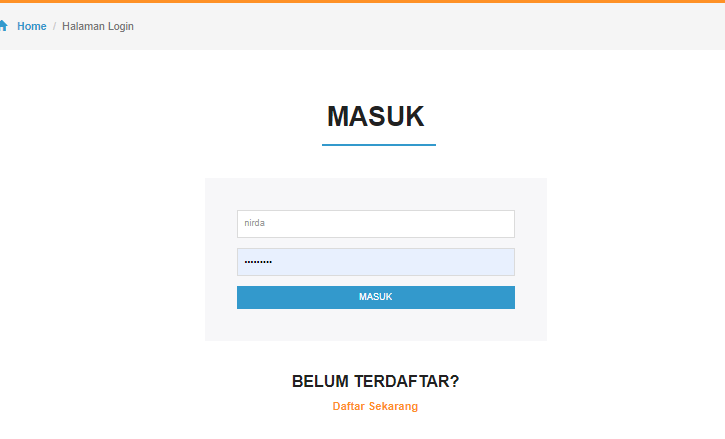 Home / Halaman Login
MASUK
nirda
•••••••••
MASUK
BELUM TERDAFTAR?
Daftar Sekarang